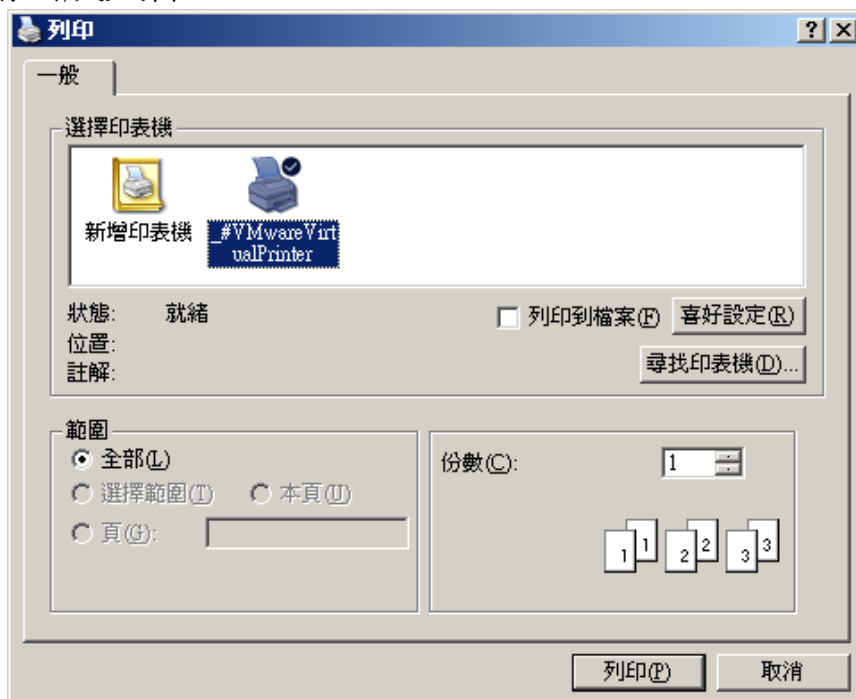 列印
一般
選擇印表機
新增印表機
_#VMwareVirt
ualPrinter
狀態: 就緒
列印到檔案(F) 喜好設定(R)
位置:
註解:
尋找印表機(D)...
範圍
全部(L)
選擇範圍(T) 本頁(U)
頁(G):
份數(C): 1
1 1 2 2 3 3
列印(P) 取消